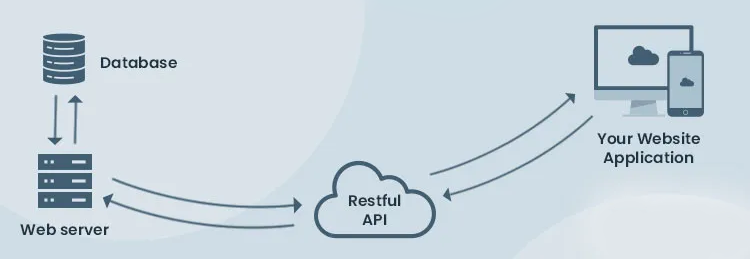 Database
Web server
Restful
API
Your Website
Application